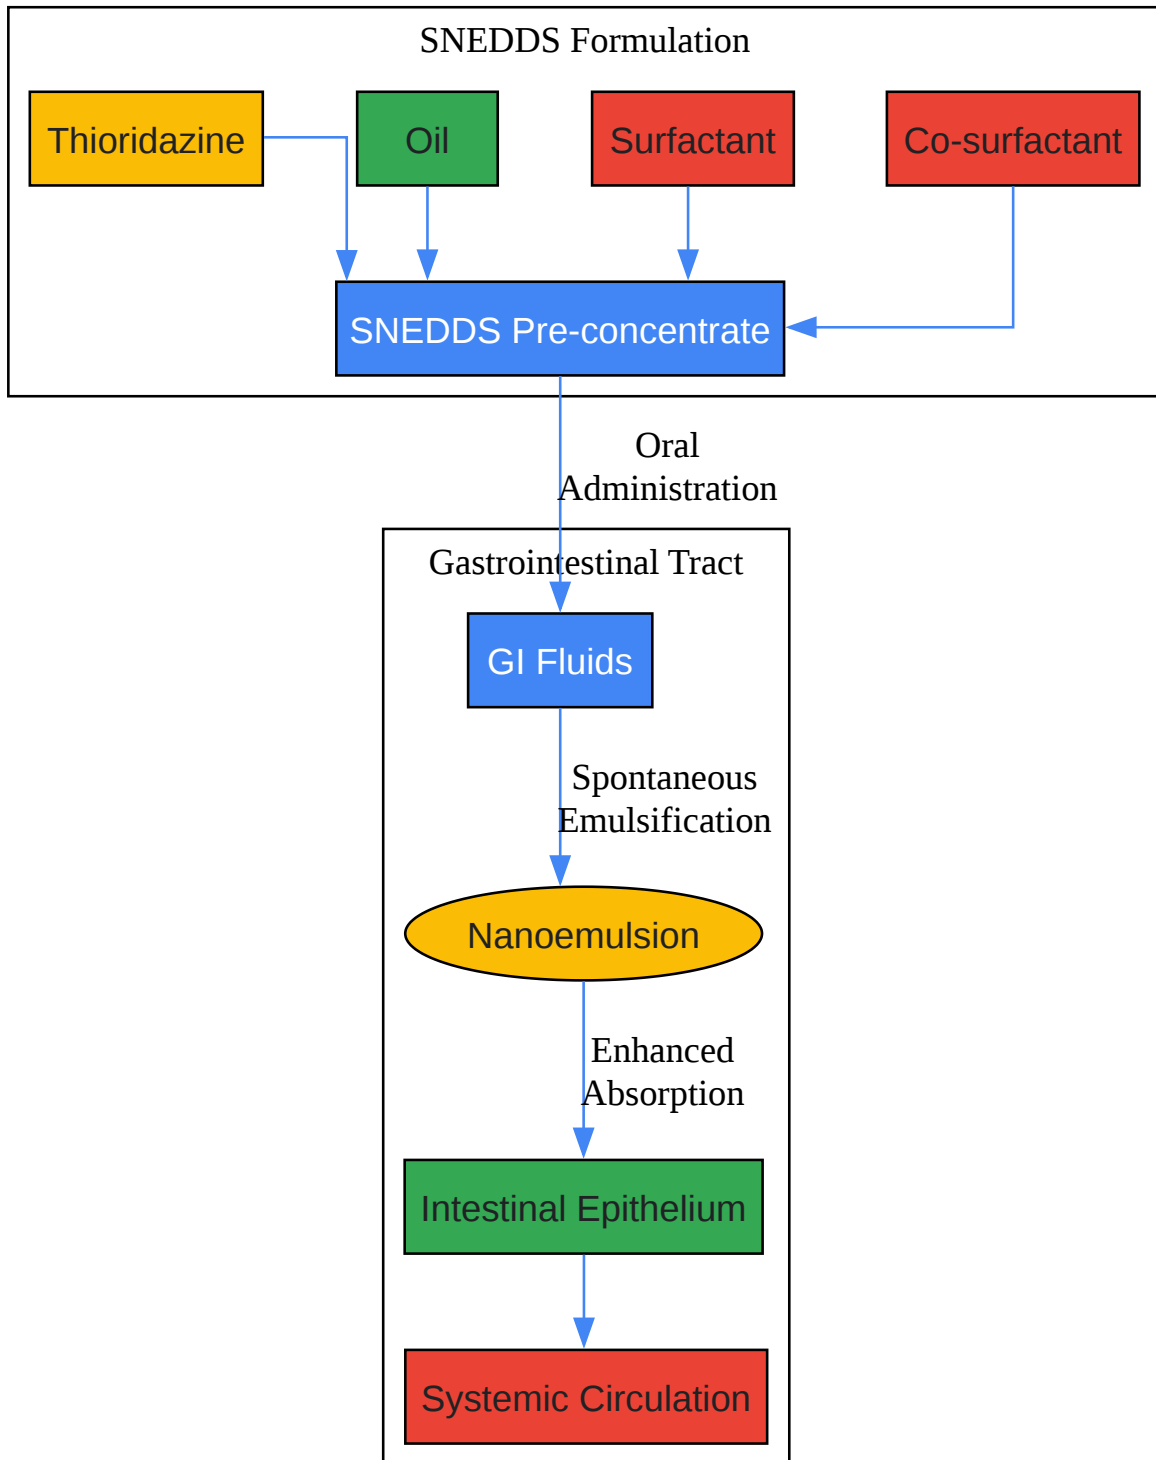 SNEDDS Formulation
Thioridazine
Oil
Surfactant
Co-surfactant
SNEDDS Pre-concentrate
Oral
Administration
Gastrointestinal Tract
GI Fluids
Spontaneous
Emulsification
Nanoemulsion
Enhanced
Absorption
Intestinal Epithelium
Systemic Circulation